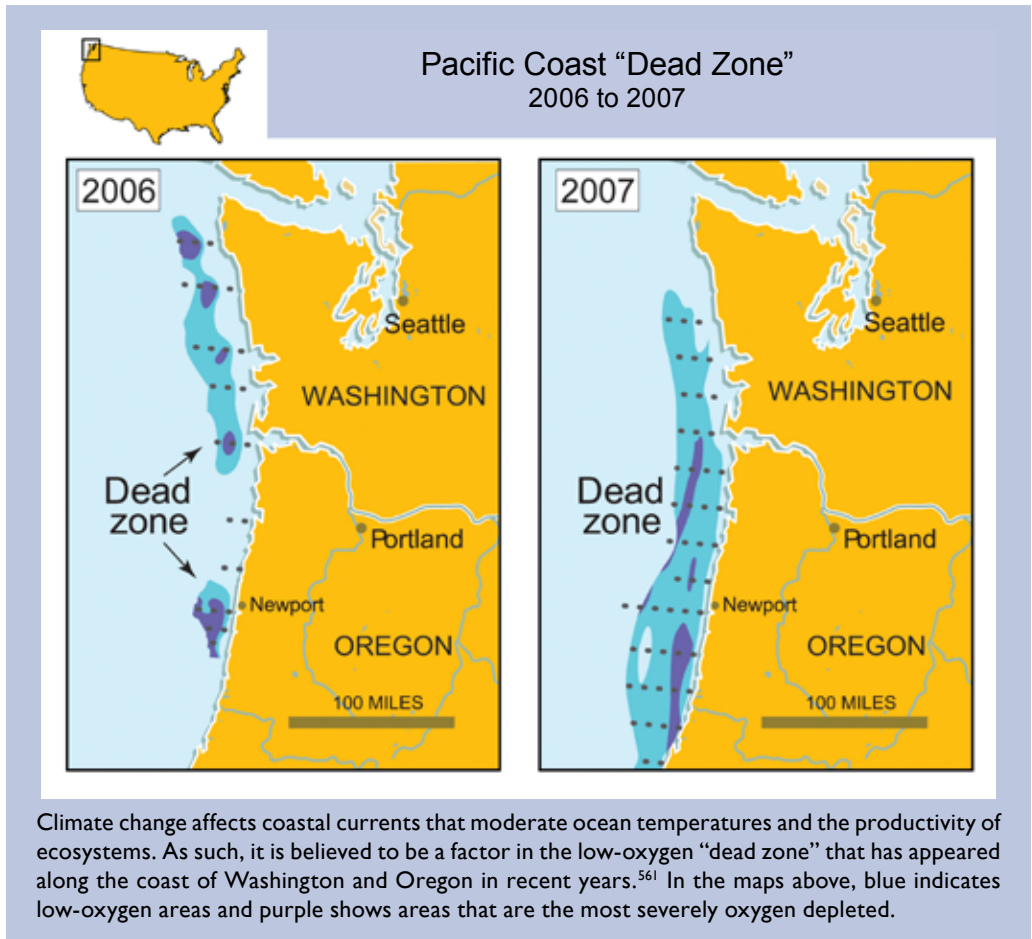 Pacific Coast “Dead Zone”
2006 to 2007
2006
Seattle
WASHINGTON
Dead
zone
Portland
Newport
OREGON
100 MILES
2007
Seattle
WASHINGTON
Dead
zone
Portland
Newport
OREGON
100 MILES
Climate change affects coastal currents that moderate ocean temperatures and the productivity of
ecosystems. As such, it is believed to be a factor in the low-oxygen “dead zone” that has appeared
along the coast of Washington and Oregon in recent years.561 In the maps above, blue indicates
low-oxygen areas and purple shows areas that are the most severely oxygen depleted.